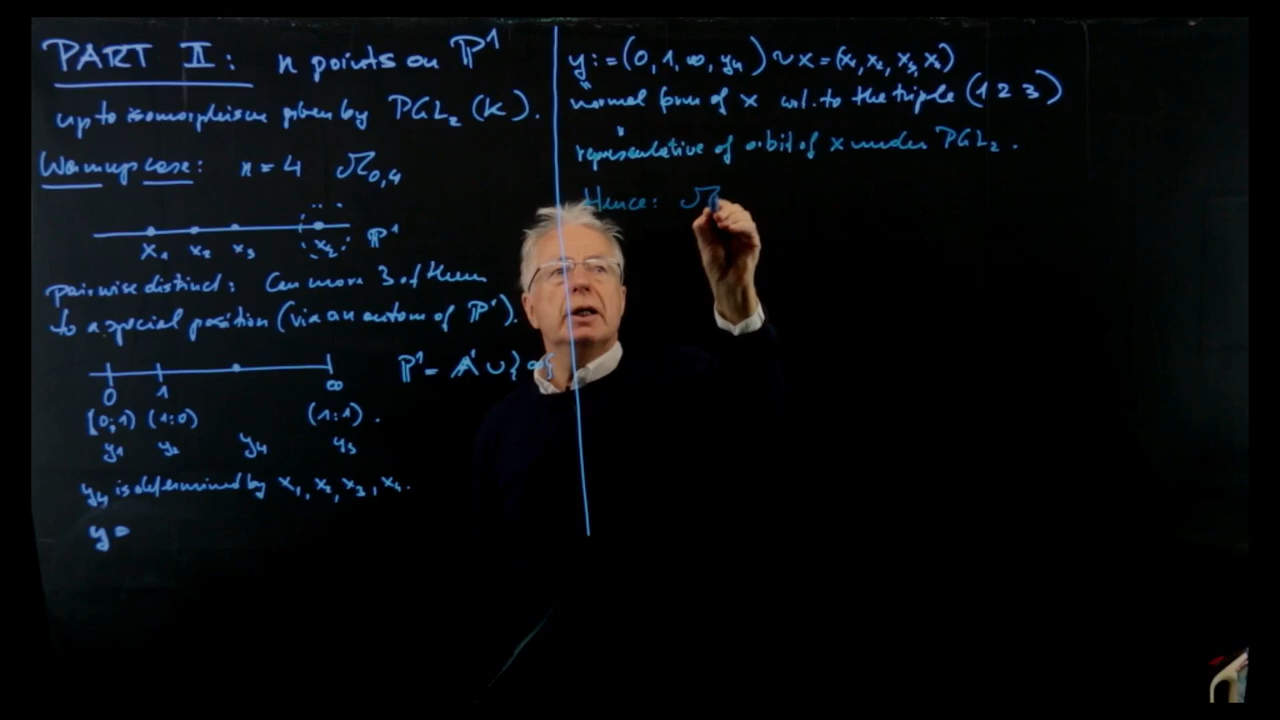 PART II: n points on ℙ¹
up to isomorphism given by PGL₂(K).
Warmup case: n = 4 𝓜₀,₄
x₁ x₂ x₃ x₂ ℙ¹
pairwise distinct: Can move 3 of them
to a special position (via an autom of ℙ¹).
0 1 ∞ ℙ¹ = 𝔸¹ ∪ {∞}
(0:1) (1:0) (1:1).
y₁ y₂ y₄ y₃
y₄ is determined by x₁, x₂, x₃, x₄.
y =
y := (0, 1, ∞, y₄) ~ x = (x₁, x₂, x₃, x₄)
" normal form of x w.r.t. to the triple (1 2 3)
" representative of orbit of x under PGL₂.
Hence: 𝓜